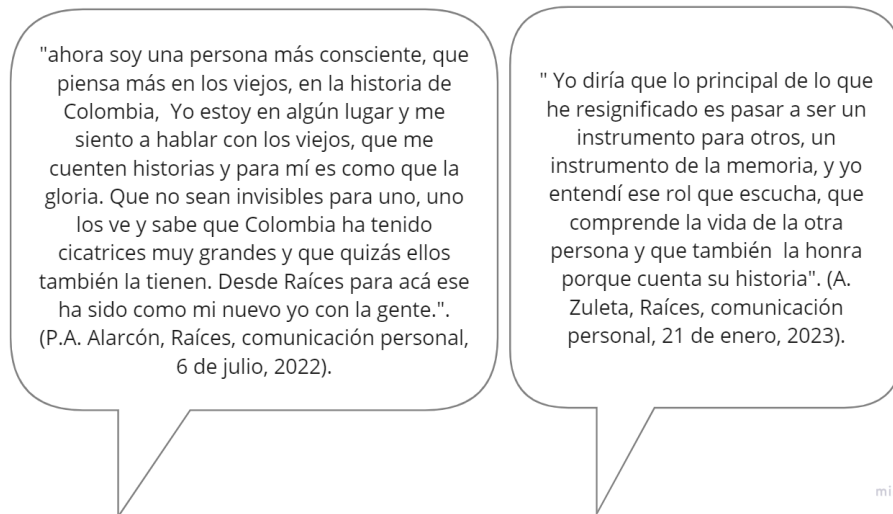 "ahora soy una persona más consciente, que
piensa más en los viejos, en la historia de
Colombia, Yo estoy en algún lugar y me
siento a hablar con los viejos, que me
cuenten historias y para mí es como que la
gloria. Que no sean invisibles para uno, uno
los ve y sabe que Colombia ha tenido
cicatrices muy grandes y que quizás ellos
también la tienen. Desde Raíces para acá ese
ha sido como mi nuevo yo con la gente.".
(P.A. Alarcón, Raíces, comunicación personal,
6 de julio, 2022).
" Yo diría que lo principal de lo que
he resignificado es pasar a ser un
instrumento para otros, un
instrumento de la memoria, y yo
entendí ese rol que escucha, que
comprende la vida de la otra
persona y que también la honra
porque cuenta su historia". (A.
Zuleta, Raíces, comunicación
personal, 21 de enero, 2023).